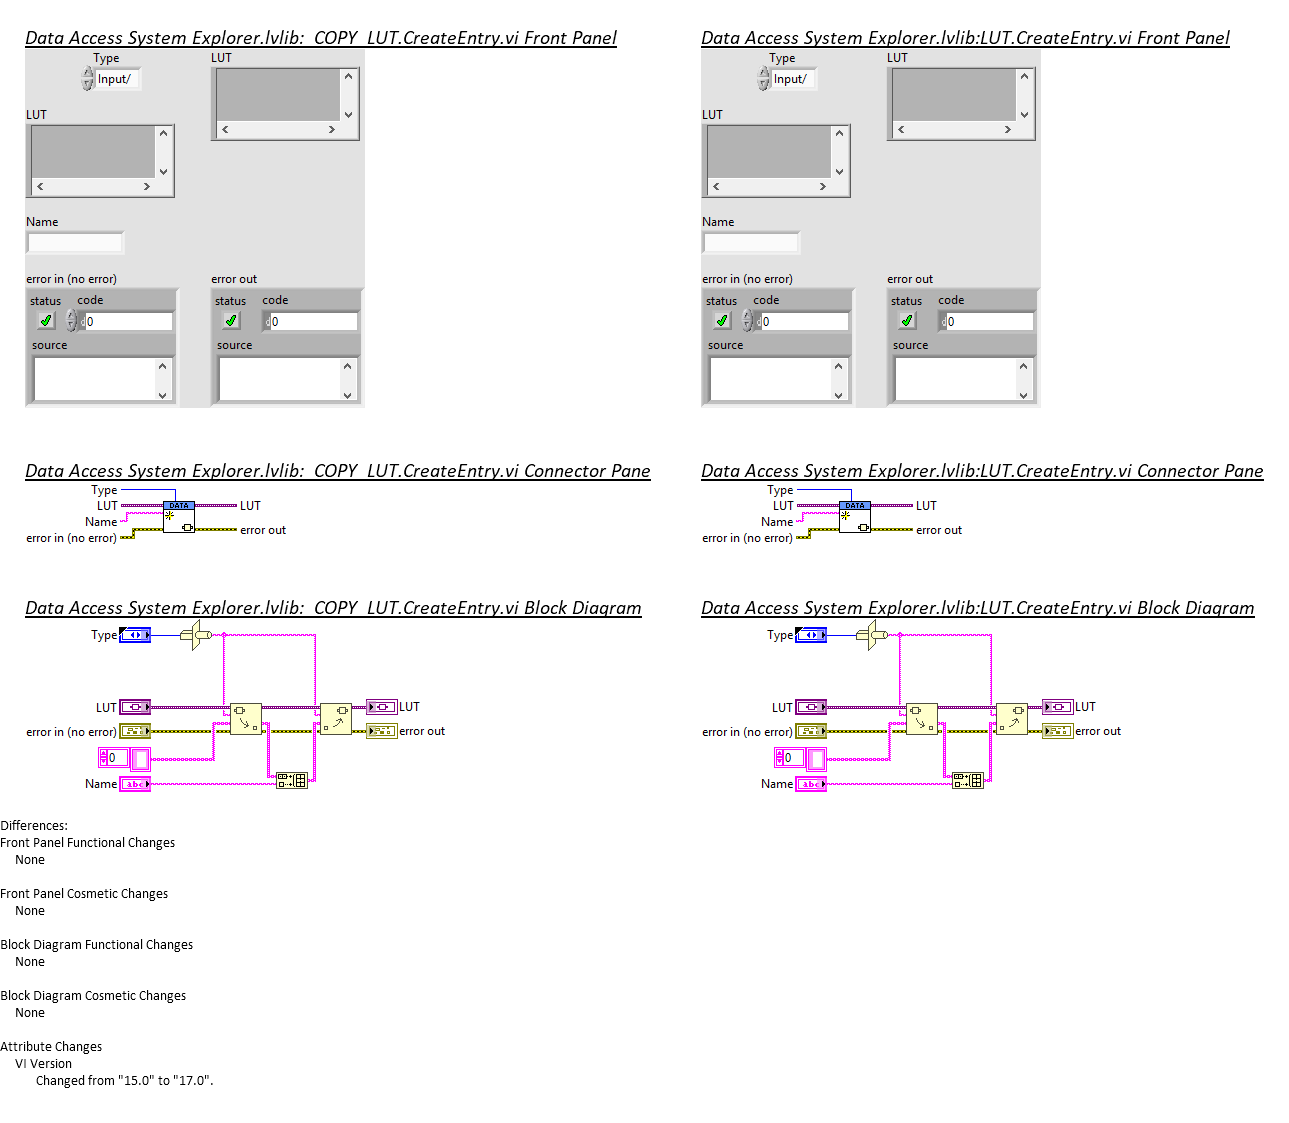 Data Access System Explorer.lvlib:_COPY_LUT.CreateEntry.vi Front Panel
Type
Input/
LUT
LUT
Name
error in (no error)
status
code
0
source
error out
status
code
0
source
Data Access System Explorer.lvlib:LUT.CreateEntry.vi Front Panel
Type
Input/
LUT
LUT
Name
error in (no error)
status
code
0
source
error out
status
code
0
source
Data Access System Explorer.lvlib:_COPY_LUT.CreateEntry.vi Connector Pane
Type
LUT
Name
error in (no error)
DATA
LUT
error out
Data Access System Explorer.lvlib:LUT.CreateEntry.vi Connector Pane
Type
LUT
Name
error in (no error)
DATA
LUT
error out
Data Access System Explorer.lvlib:_COPY_LUT.CreateEntry.vi Block Diagram
Type
LUT
LUT
error in (no error)
error out
0
Name
abc
Data Access System Explorer.lvlib:LUT.CreateEntry.vi Block Diagram
Type
LUT
LUT
error in (no error)
error out
0
Name
abc
Differences:
Front Panel Functional Changes
None
Front Panel Cosmetic Changes
None
Block Diagram Functional Changes
None
Block Diagram Cosmetic Changes
None
Attribute Changes
VI Version
Changed from "15.0" to "17.0".